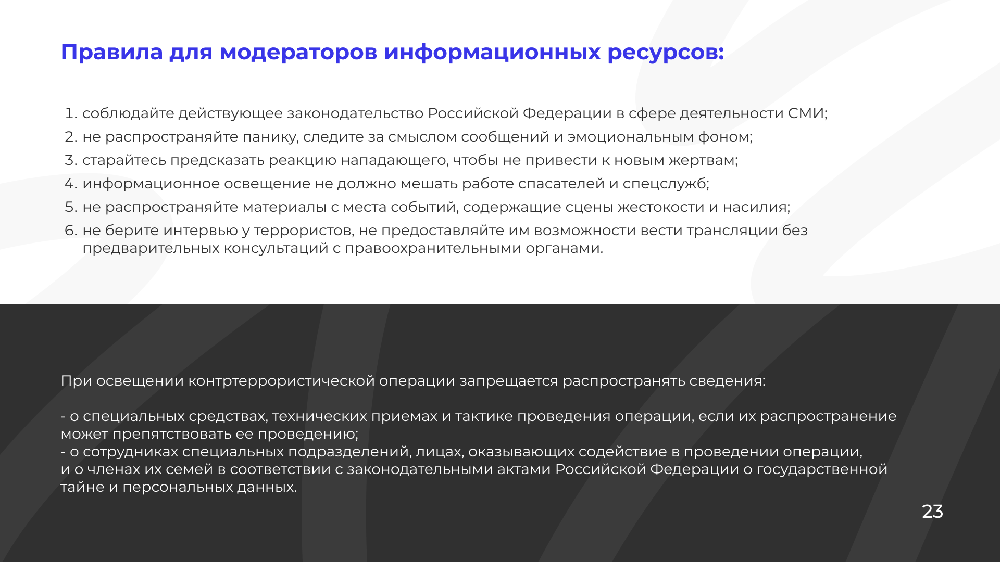 Правила для модераторов информационных ресурсов:
1. соблюдайте действующее законодательство Российской Федерации в сфере деятельности СМИ;
2. не распространяйте панику, следите за смыслом сообщений и эмоциональным фоном;
3. старайтесь предсказать реакцию нападающего, чтобы не привести к новым жертвам;
4. информационное освещение не должно мешать работе спасателей и спецслужб;
5. не распространяйте материалы с места событий, содержащие сцены жестокости и насилия;
6. не берите интервью у террористов, не предоставляйте им возможности вести трансляции без
предварительных консультаций с правоохранительными органами.
При освещении контртеррористической операции запрещается распространять сведения:
- о специальных средствах, технических приемах и тактике проведения операции, если их распространение
может препятствовать ее проведению;
- о сотрудниках специальных подразделений, лицах, оказывающих содействие в проведении операции,
и о членах их семей в соответствии с законодательными актами Российской Федерации о государственной
тайне и персональных данных.
23